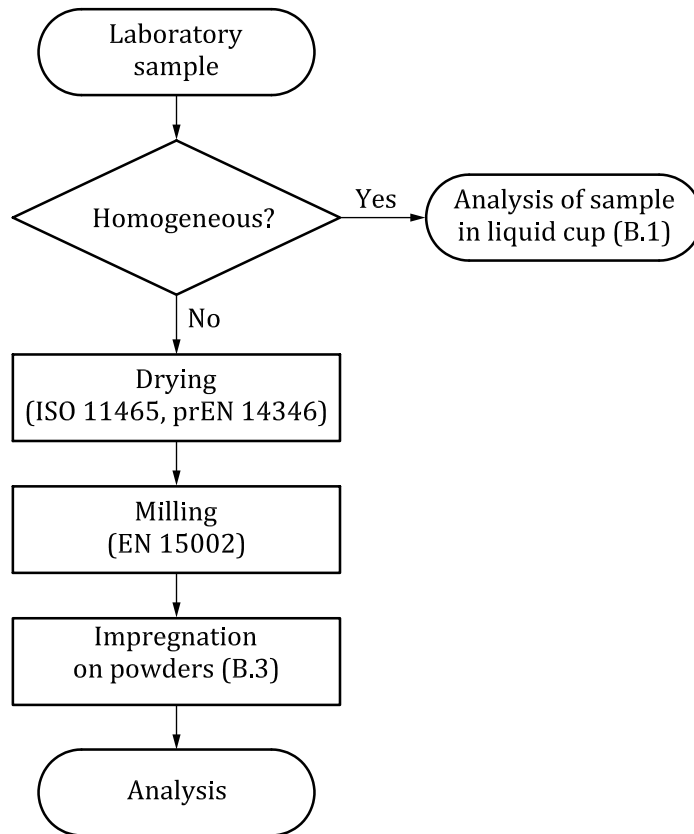 Laboratory
sample
Homogeneous?
Yes
Analysis of sample
in liquid cup (B.1)
No
Drying
(ISO 11465, prEN 14346)
Milling
(EN 15002)
Impregnation
on powders (B.3)
Analysis